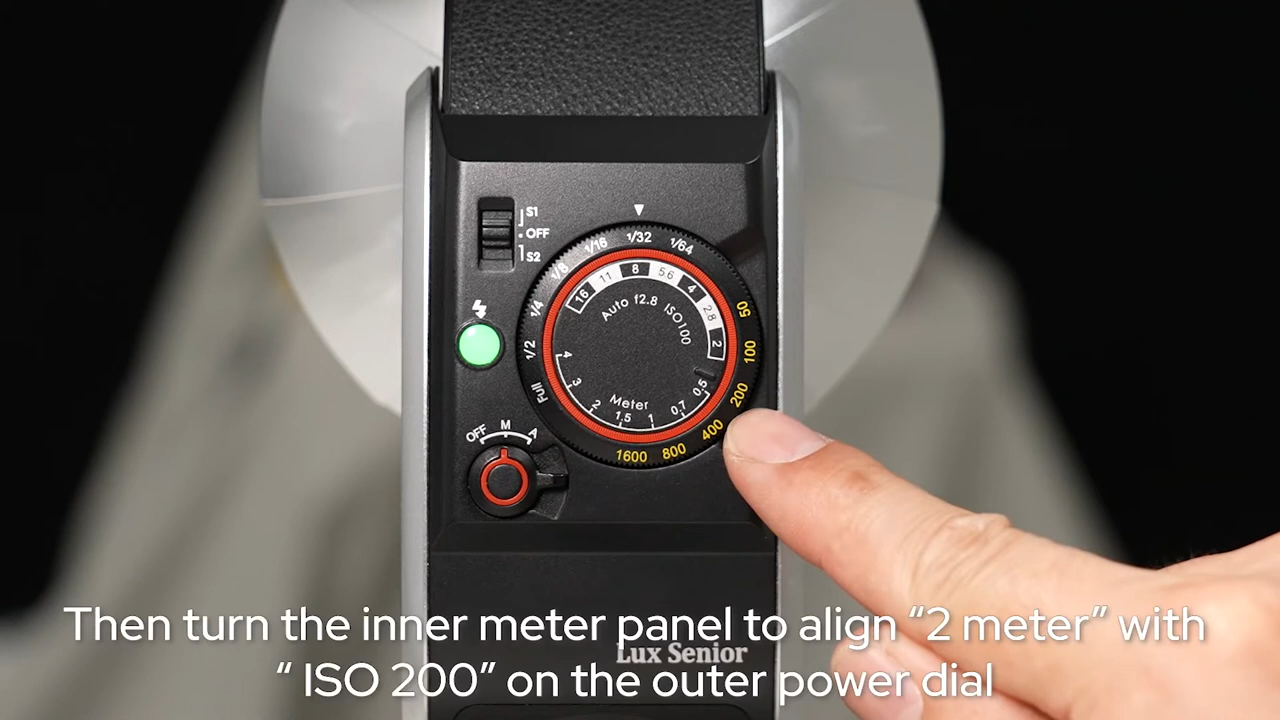 S1
OFF
S2
1/16 1/32 1/64
1/8
1/4
1/2
Full
50
100
200
400
800
1600
16 11 8 5.6 4 2.8 2
Auto f2.8 ISO100
4 3 2 1.5 1 0.7 0.5
Meter
OFF M A
Lux Senior
Then turn the inner meter panel to align “2 meter” with
“ ISO 200” on the outer power dial